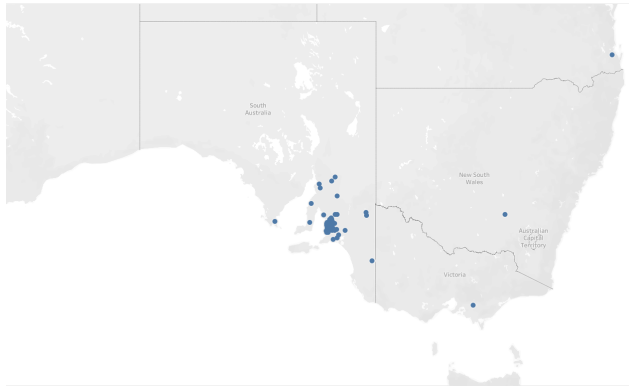 South
Australia
New South
Wales
Australian
Capital
Territory
Victoria